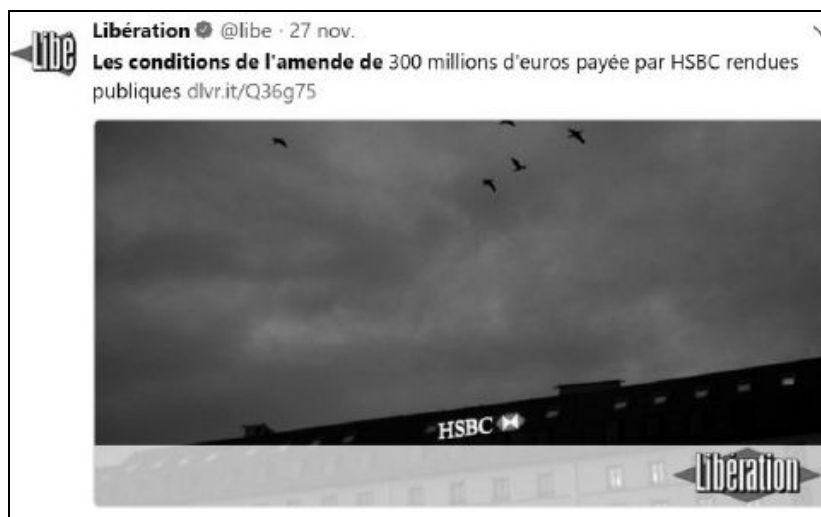 Libération @libe · 27 nov.
Libé
Les conditions de l'amende de 300 millions d'euros payée par HSBC rendues
publiques dlvr.it/Q36g75
HSBC
Libération